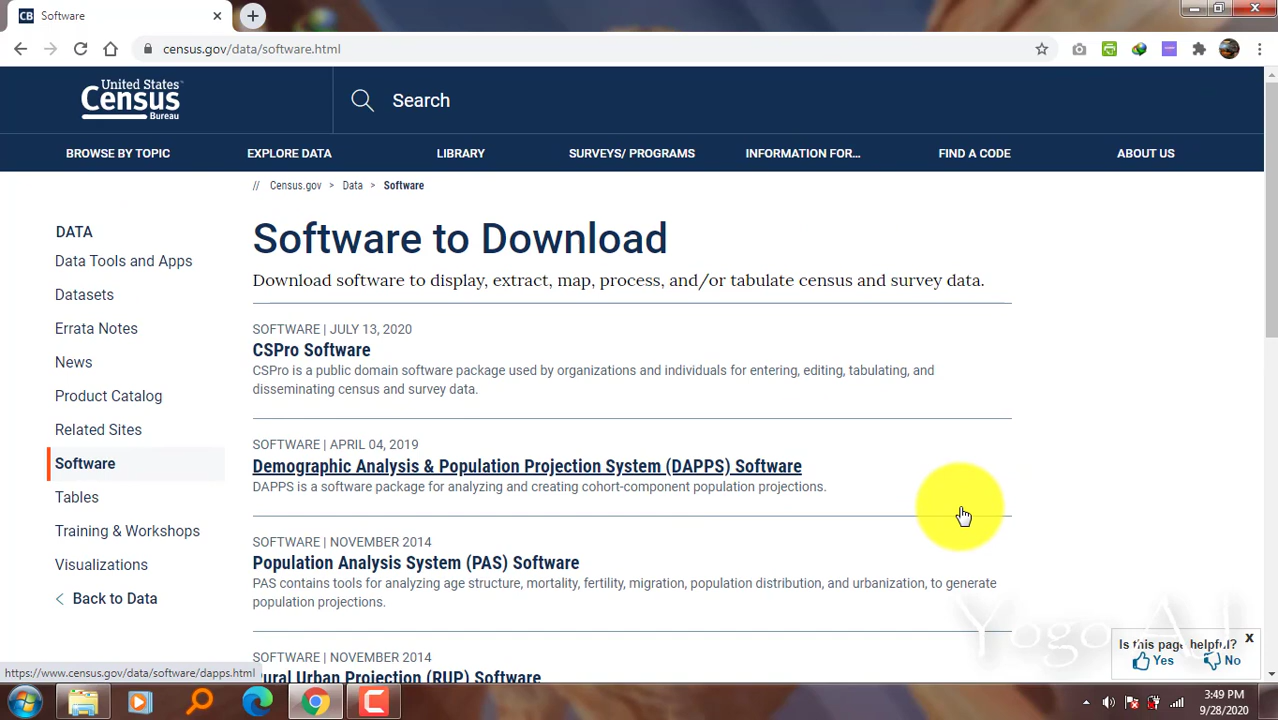 Software
census.gov/data/software.html
United States
Census
Bureau
Search
BROWSE BY TOPIC
EXPLORE DATA
LIBRARY
SURVEYS/ PROGRAMS
INFORMATION FOR...
FIND A CODE
ABOUT US
// Census.gov > Data > Software
DATA
Data Tools and Apps
Datasets
Errata Notes
News
Product Catalog
Related Sites
Software
Tables
Training & Workshops
Visualizations
Back to Data
Software to Download
Download software to display, extract, map, process, and/or tabulate census and survey data.
SOFTWARE | JULY 13, 2020
CSPro Software
CSPro is a public domain software package used by organizations and individuals for entering, editing, tabulating, and
disseminating census and survey data.
SOFTWARE | APRIL 04, 2019
Demographic Analysis & Population Projection System (DAPPS) Software
DAPPS is a software package for analyzing and creating cohort-component population projections.
SOFTWARE | NOVEMBER 2014
Population Analysis System (PAS) Software
PAS contains tools for analyzing age structure, mortality, fertility, migration, population distribution, and urbanization, to generate
population projections.
SOFTWARE | NOVEMBER 2014
Rural Urban Projection (RUP) Software
Is this page helpful?
X
Yes
No
https://www.census.gov/data/software/dapps.html
3:49 PM
9/28/2020